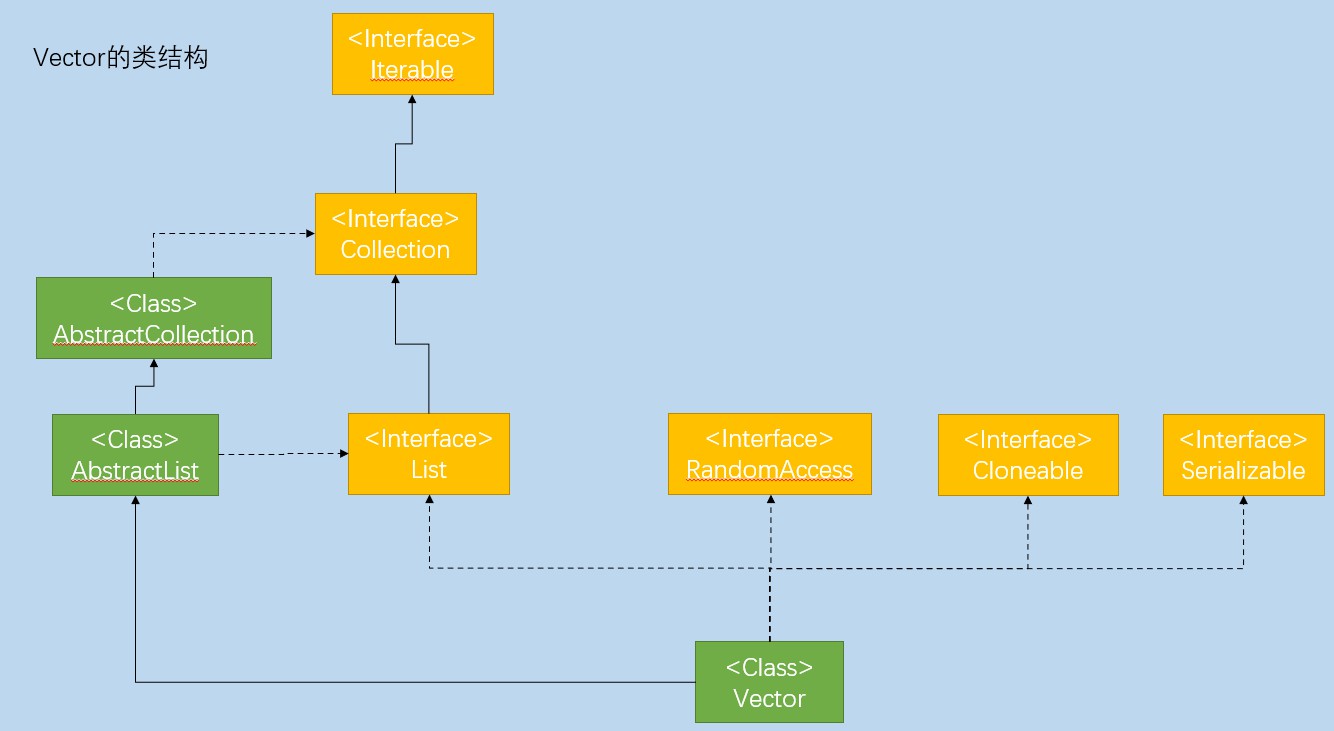 Vector的类结构
<Interface>
Iterable
<Interface>
Collection
<Class>
AbstractCollection
<Class>
AbstractList
<Interface>
List
<Interface>
RandomAccess
<Interface>
Cloneable
<Interface>
Serializable
<Class>
Vector